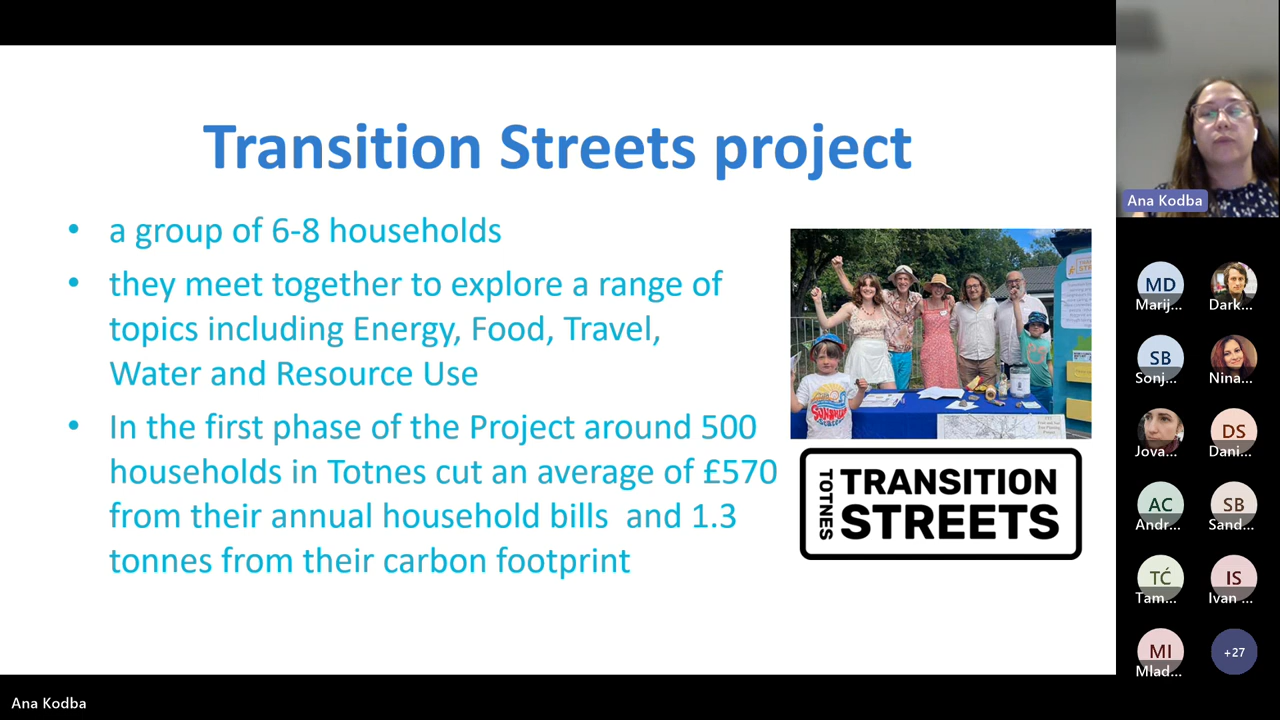 Transition Streets project
• a group of 6-8 households
• they meet together to explore a range of
topics including Energy, Food, Travel,
Water and Resource Use
• In the first phase of the Project around 500
households in Totnes cut an average of £570
from their annual household bills  and 1.3
tonnes from their carbon footprint
TOTNES
TRANSITION
STREETS
Ana Kodba
MD
Marij...
Dark...
SB
Sonj...
Nina...
Jova...
DS
Dani...
AC
Andr...
SB
Sand...
TĆ
Tam...
IS
Ivan ...
MI
Mlad...
+27
Ana Kodba